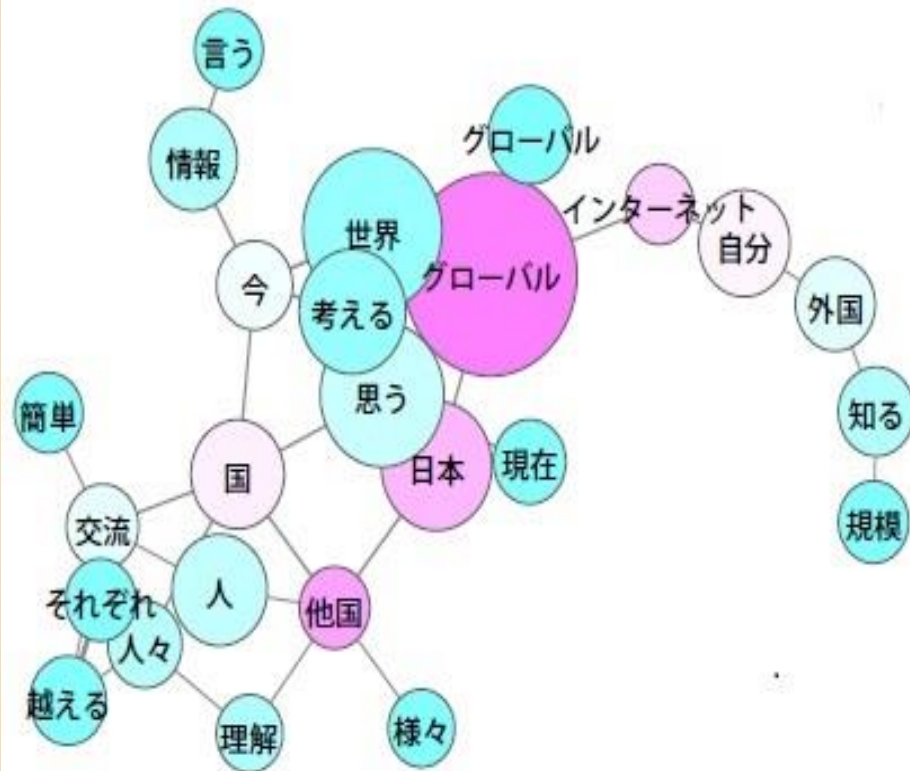 言う
グローバル
情報
インターネット
世界
自分
グローバル
今
考える
外国
思う
簡単
知る
国
日本
現在
交流
規模
人
それぞれ
他国
人々
越える
理解
様々